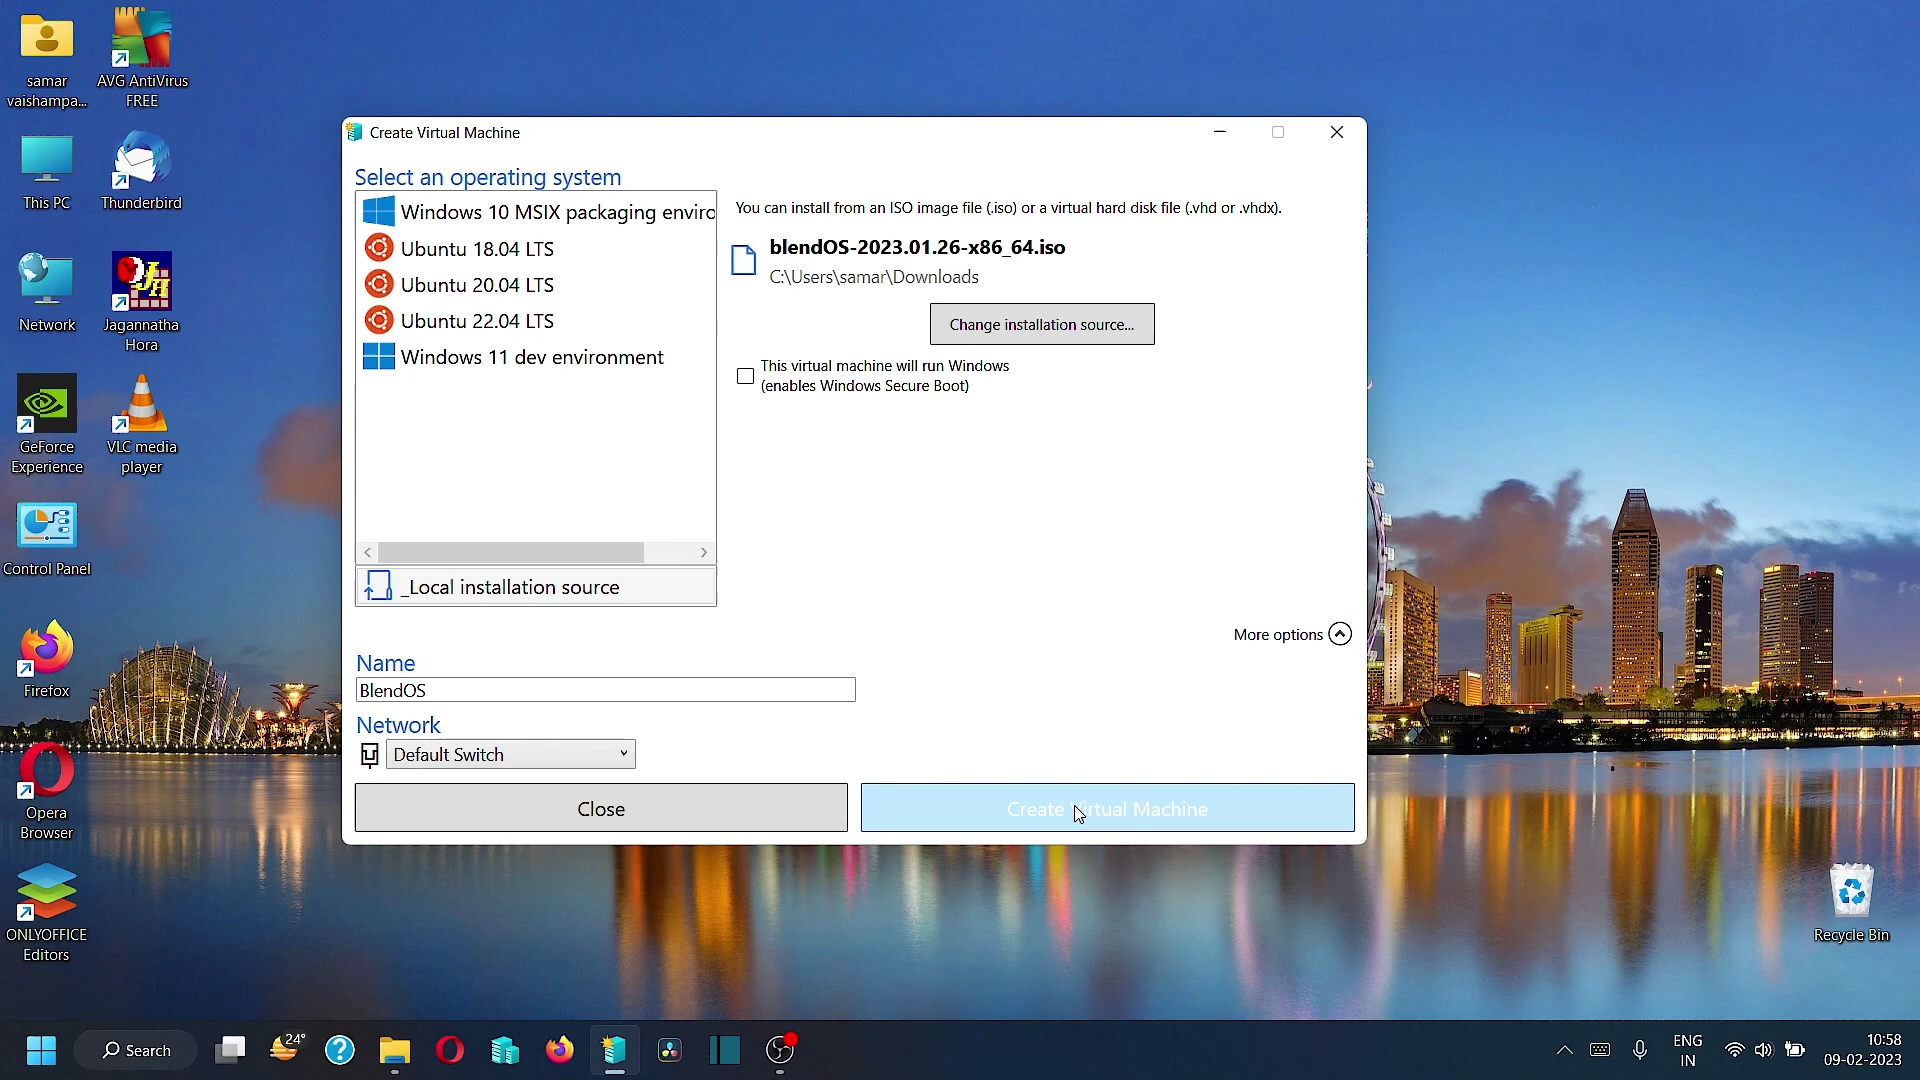 samar
vaishampa...
AVG AntiVirus
FREE
This PC
Thunderbird
Network
Jagannatha
Hora
GeForce
Experience
VLC media
player
Control Panel
Firefox
Opera
Browser
ONLYOFFICE
Editors
Recycle Bin
Create Virtual Machine
Select an operating system
Windows 10 MSIX packaging enviro
Ubuntu 18.04 LTS
Ubuntu 20.04 LTS
Ubuntu 22.04 LTS
Windows 11 dev environment
_Local installation source
You can install from an ISO image file (.iso) or a virtual hard disk file (.vhd or .vhdx).
blendOS-2023.01.26-x86_64.iso
C:\Users\samar\Downloads
Change installation source...
This virtual machine will run Windows
(enables Windows Secure Boot)
More options
Name
BlendOS
Network
Default Switch
Close
Create Virtual Machine
Search
24°
ENG
IN
10:58
09-02-2023